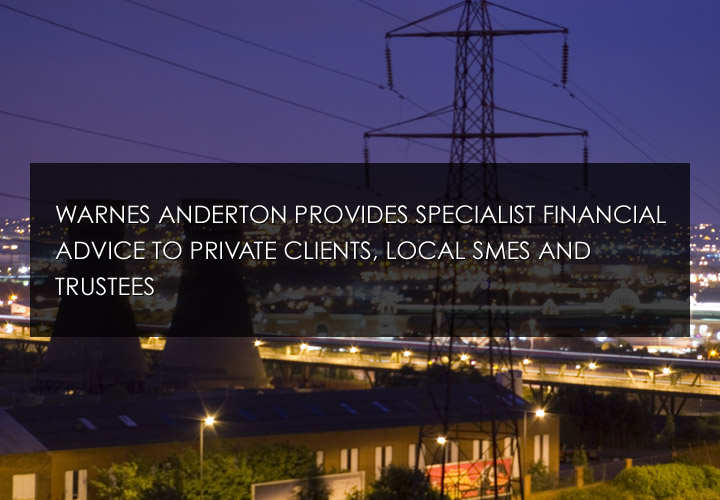 WARNES ANDERTON PROVIDES SPECIALIST FINANCIAL
ADVICE TO PRIVATE CLIENTS, LOCAL SMES AND
TRUSTEES